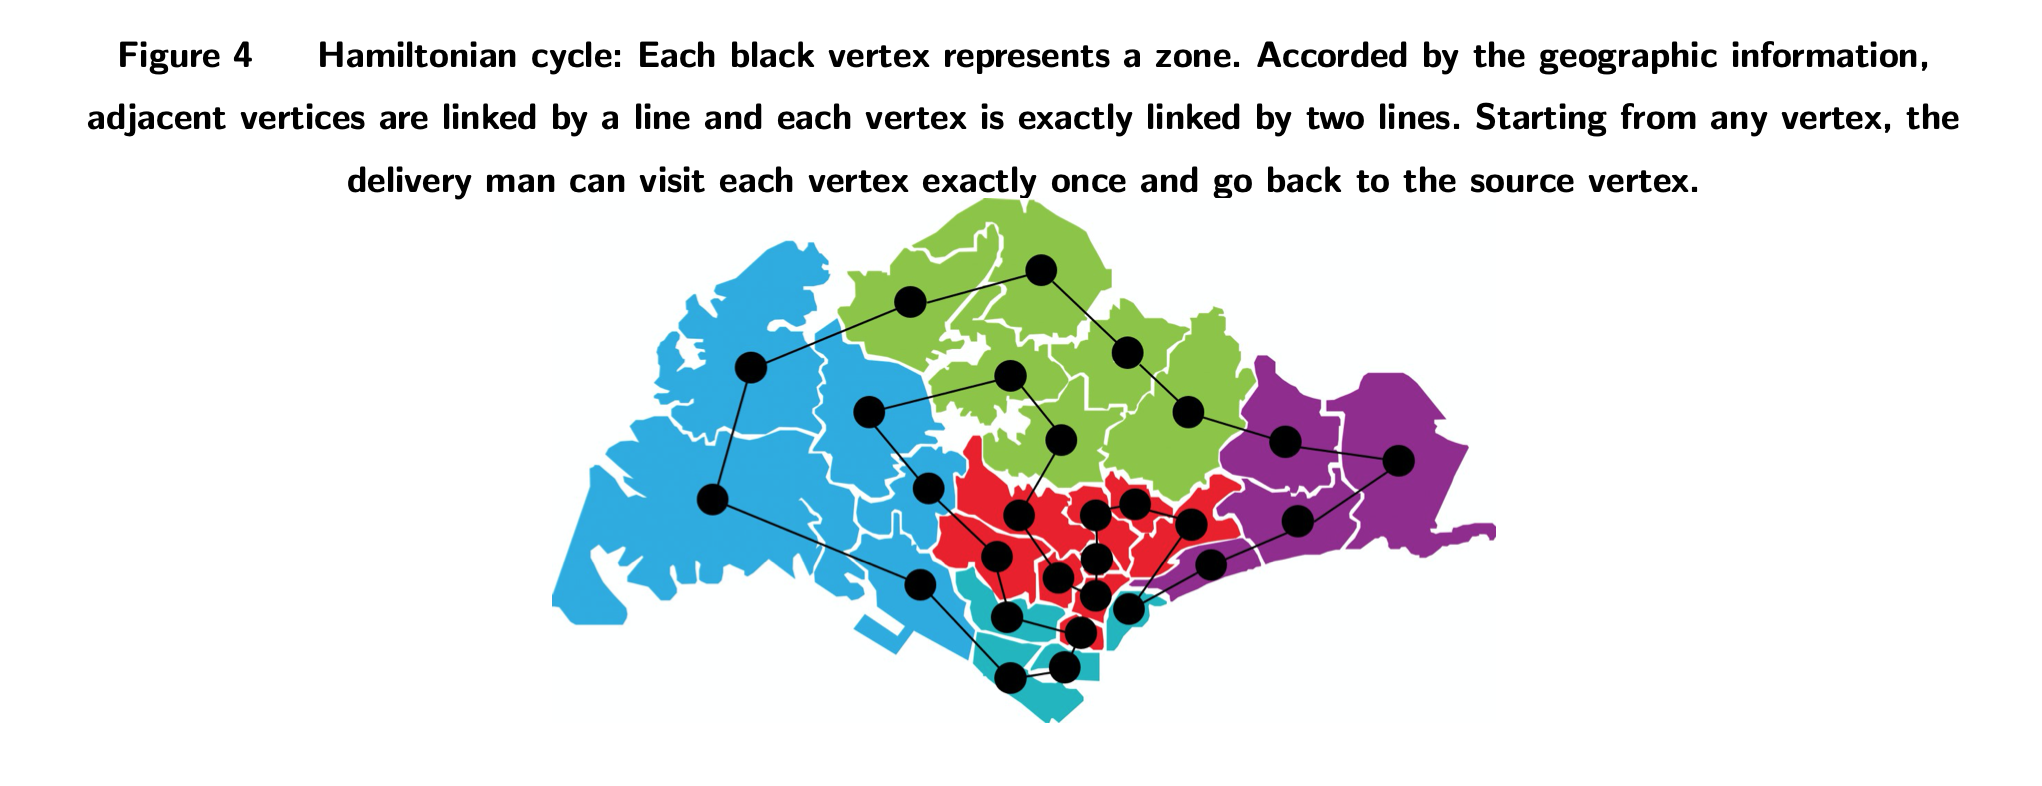 Figure 4 Hamiltonian cycle: Each black vertex represents a zone. Accorded by the geographic information,
adjacent vertices are linked by a line and each vertex is exactly linked by two lines. Starting from any vertex, the
delivery man can visit each vertex exactly once and go back to the source vertex.